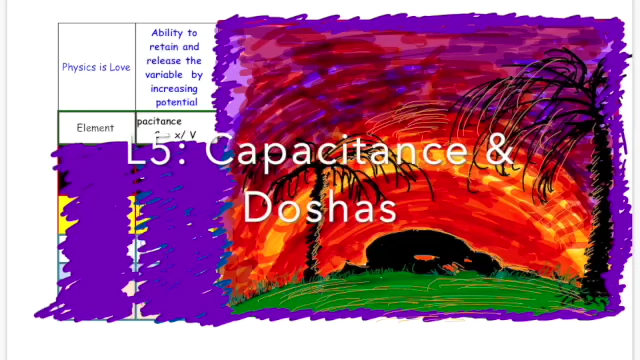 Physics is Love
Ability to
retain and
release the
variable by
increasing
potential
Element
pacitance
x/ V
L5: Capacitance &
Doshas